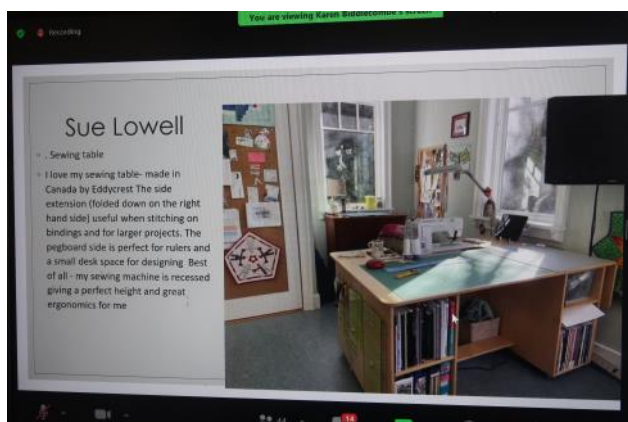 You are viewing Karen Biddlecombe's screen
Recording
Sue Lowell
. Sewing table
I love my sewing table- made in
Canada by Eddycrest The side
extension (folded down on the right
hand side) useful when stitching on
bindings and for larger projects. The
pegboard side is perfect for rulers and
a small desk space for designing Best
of all - my sewing machine is recessed
giving a perfect height and great
ergonomics for me
14